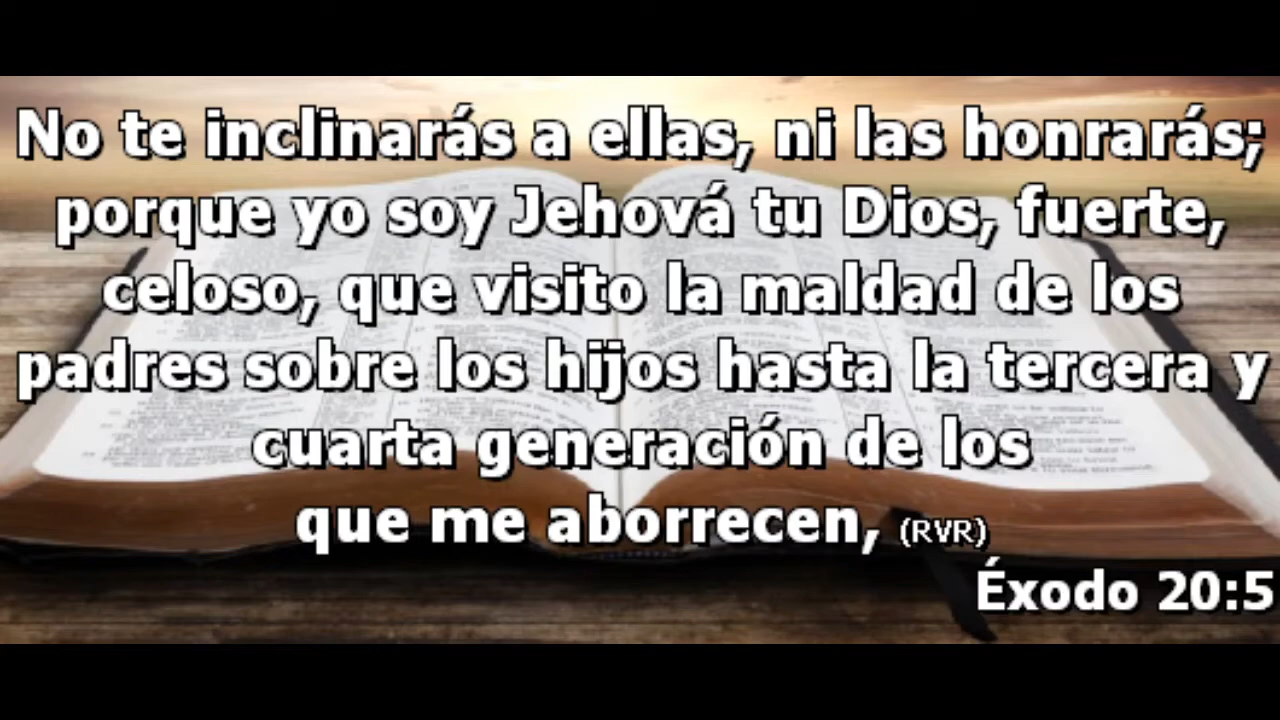 No te inclinarás a ellas, ni las honrarás;
porque yo soy Jehová tu Dios, fuerte,
celoso, que visito la maldad de los
padres sobre los hijos hasta la tercera y
cuarta generación de los
que me aborrecen, (RVR)
Éxodo 20:5